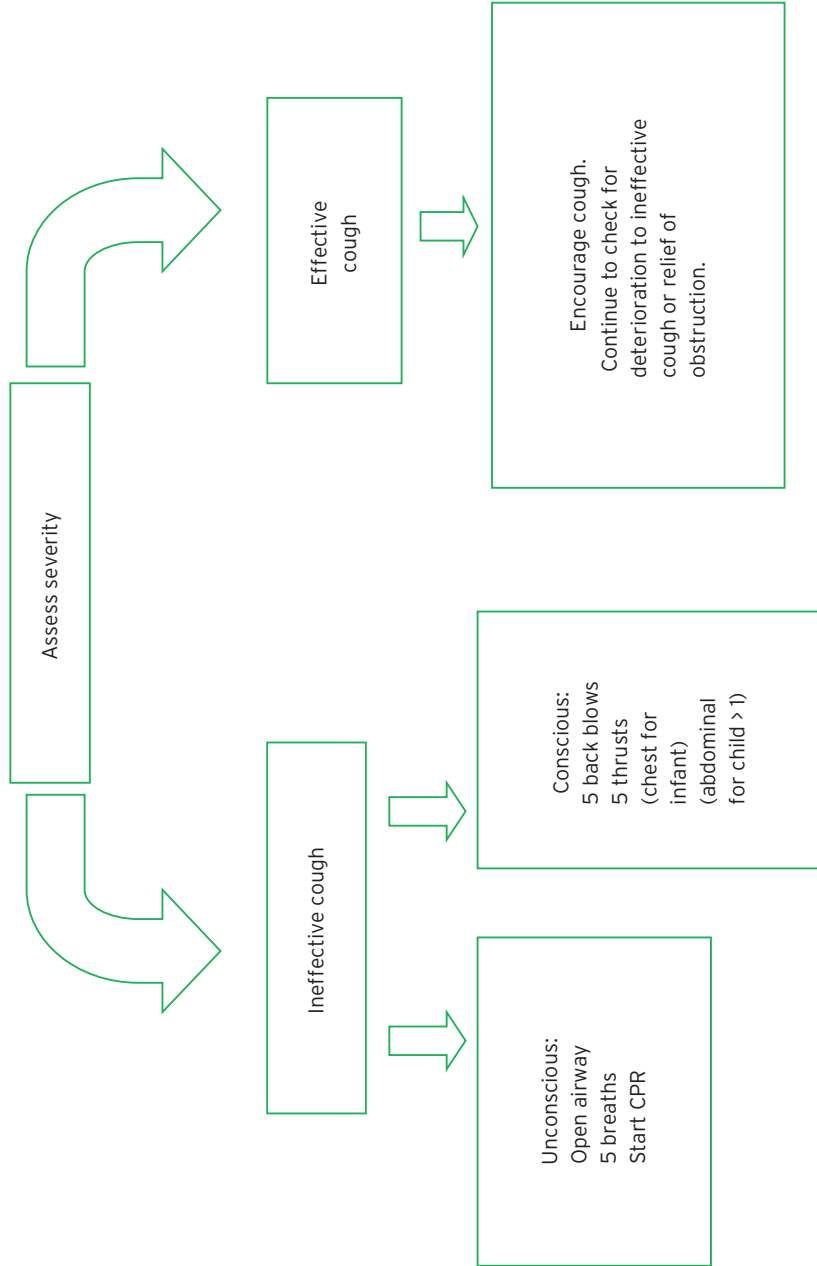 Assess severity
Ineffective cough
Effective
cough
Unconscious:
Open airway
5 breaths
Start CPR
Conscious:
5 back blows
5 thrusts
(chest for
infant)
(abdominal
for child > 1)
Encourage cough.
Continue to check for
deterioration to ineffective
cough or relief of
obstruction.